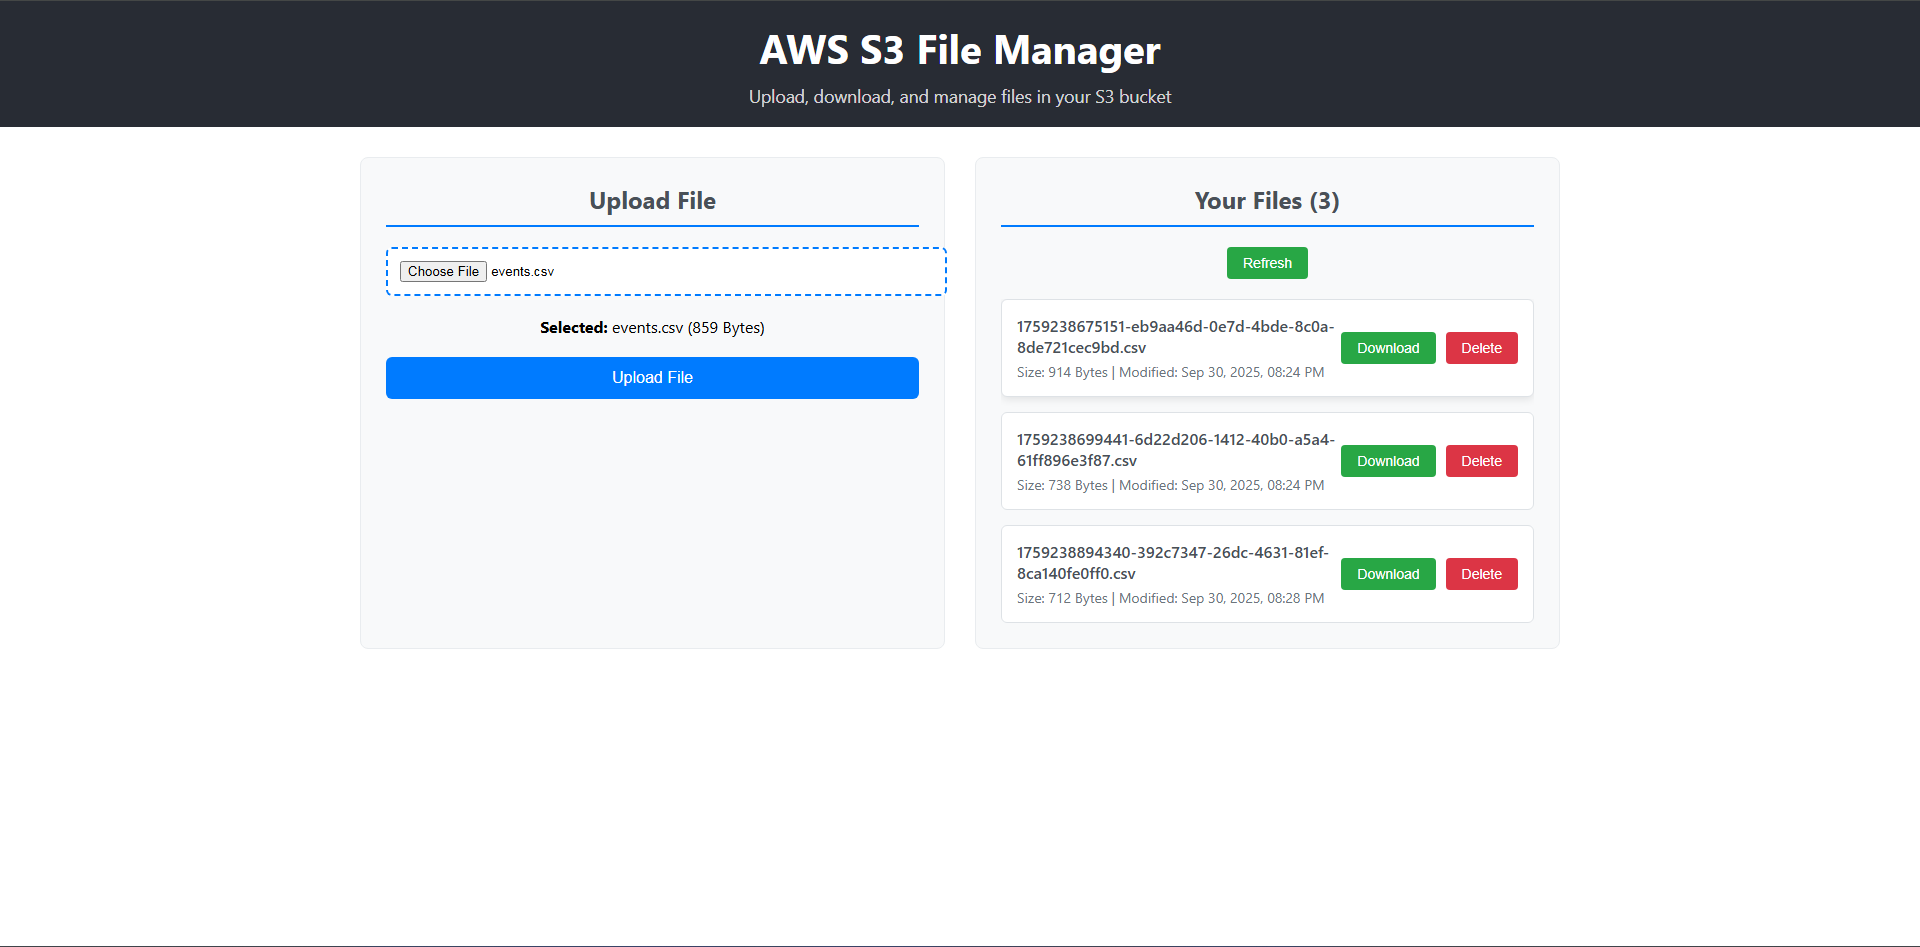 AWS S3 File Manager
Upload, download, and manage files in your S3 bucket
Upload File
Choose File events.csv
Selected: events.csv (859 Bytes)
Upload File
Your Files (3)
Refresh
1759238675151-eb9aa46d-0e7d-4bde-8c0a-
8de721cec9bd.csv
Size: 914 Bytes | Modified: Sep 30, 2025, 08:24 PM
Download Delete
1759238699441-6d22d206-1412-40b0-a5a4-
61ff896e3f87.csv
Size: 738 Bytes | Modified: Sep 30, 2025, 08:24 PM
Download Delete
1759238894340-392c7347-26dc-4631-81ef-
8ca140fe0ff0.csv
Size: 712 Bytes | Modified: Sep 30, 2025, 08:28 PM
Download Delete